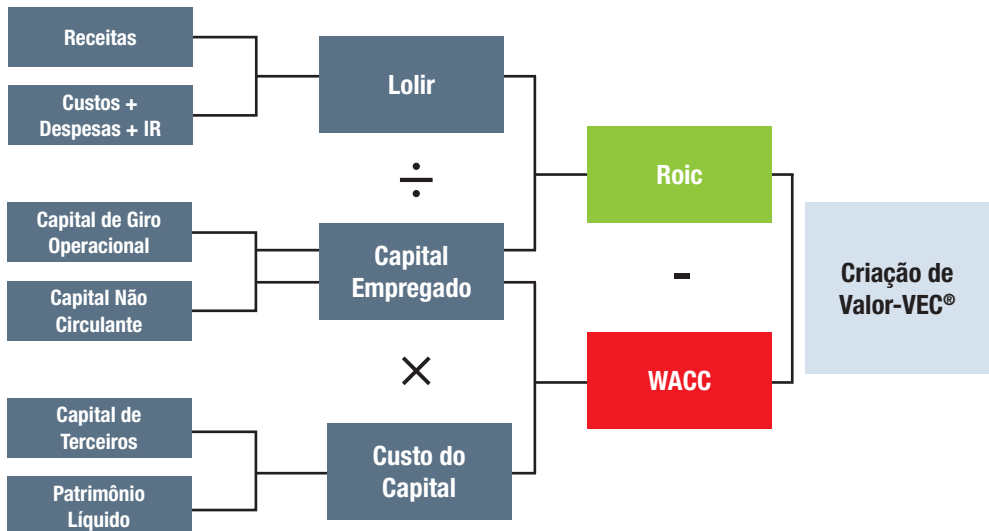 Receitas
Custos +
Despesas + IR
Lolir
÷
Capital de Giro
Operacional
Capital Não
Circulante
Capital
Empregado
×
Capital de
Terceiros
Patrimônio
Líquido
Custo do
Capital
Roic
-
WACC
Criação de
Valor-VEC®